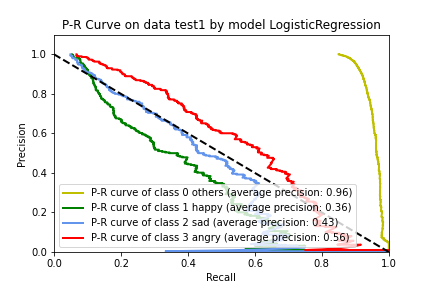 P-R Curve on data test1 by model LogisticRegression
1.0
0.8
0.6
0.4
0.2
0.0
Precision
P-R curve of class 0 others (average precision: 0.96)
P-R curve of class 1 happy (average precision: 0.36)
P-R curve of class 2 sad (average precision: 0.43)
P-R curve of class 3 angry (average precision: 0.56)
0.0 0.2 0.4 0.6 0.8 1.0
Recall